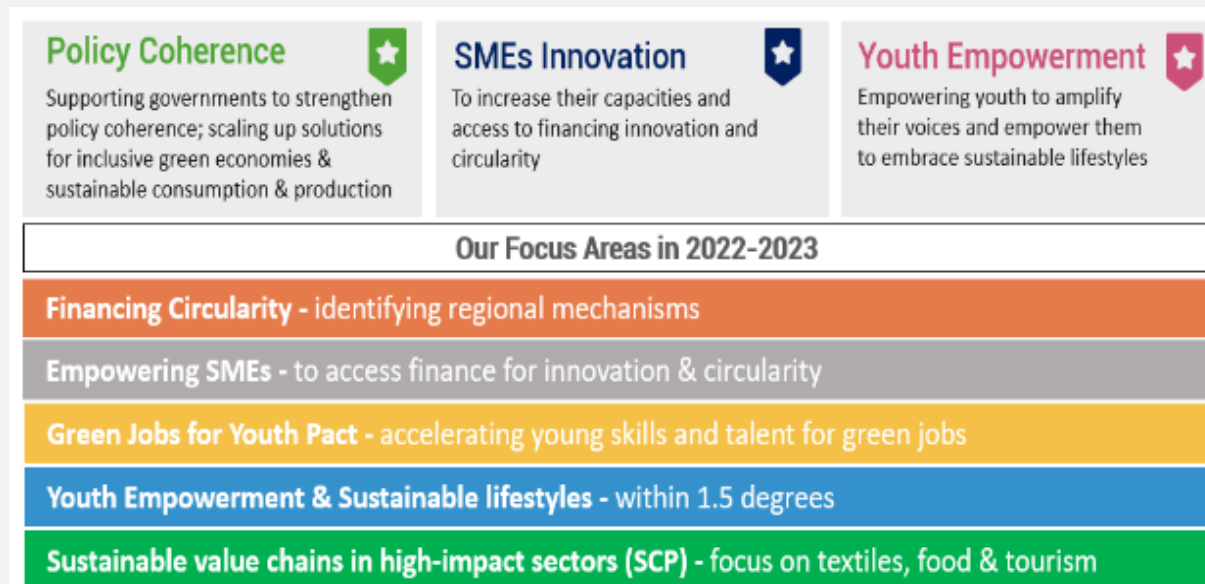 Policy Coherence
Supporting governments to strengthen
policy coherence; scaling up solutions
for inclusive green economies &
sustainable consumption & production
SMEs Innovation
To increase their capacities and
access to financing innovation and
circularity
Youth Empowerment
Empowering youth to amplify
their voices and empower them
to embrace sustainable lifestyles
Our Focus Areas in 2022-2023
Financing Circularity - identifying regional mechanisms
Empowering SMEs - to access finance for innovation & circularity
Green Jobs for Youth Pact - accelerating young skills and talent for green jobs
Youth Empowerment & Sustainable lifestyles - within 1.5 degrees
Sustainable value chains in high-impact sectors (SCP) - focus on textiles, food & tourism